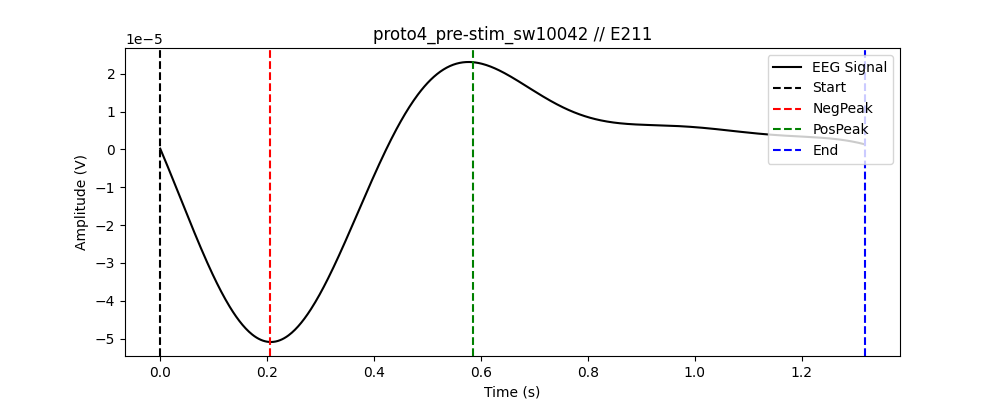 proto4_pre-stim_sw10042 // E211
1e−5
EEG Signal
Start
NegPeak
PosPeak
End
2
1
0
−1
−2
−3
−4
−5
Amplitude (V)
0.0 0.2 0.4 0.6 0.8 1.0 1.2
Time (s)